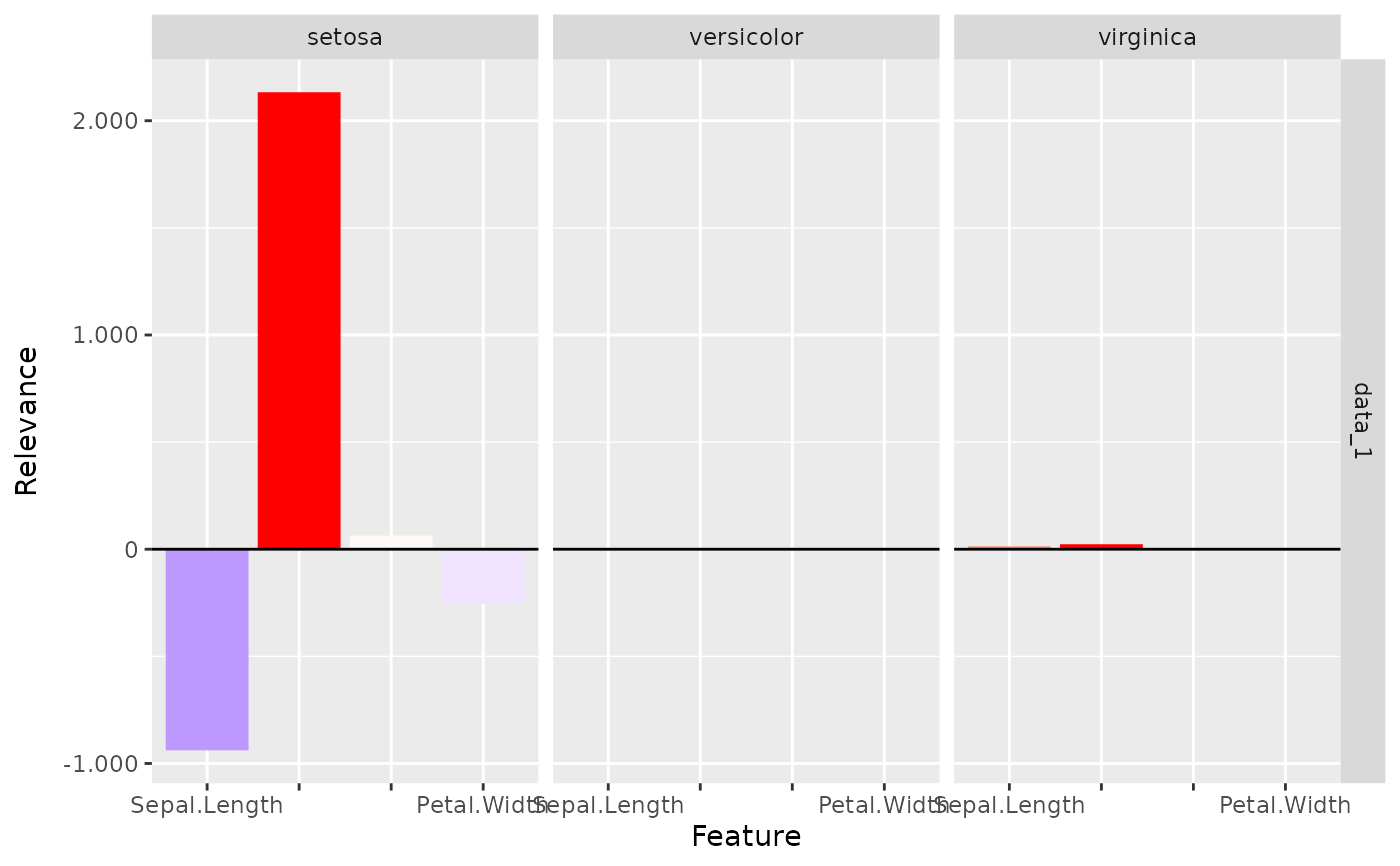 setosa
versicolor
virginica
data_1
Relevance
2.000
1.000
0
-1.000
Sepal.Length
Petal.Width
Sepal.Length
Petal.Width
Sepal.Length
Petal.Width
Feature